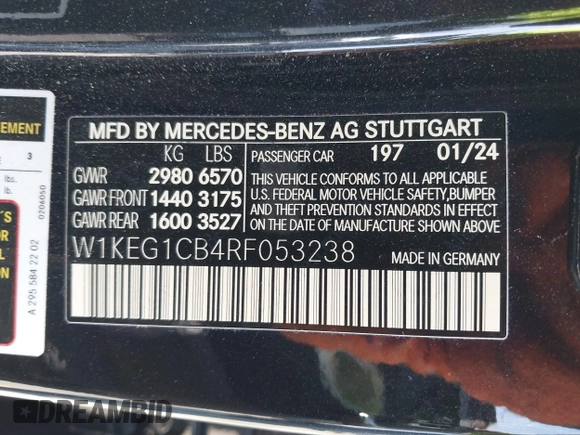 EMENT
3
lbs.
lb.
0206050
A 295 584 22 02
MFD BY MERCEDES-BENZ AG STUTTGART
KG LBS
GVWR 2980 6570
GAWR FRONT 1440 3175
GAWR REAR 1600 3527
PASSENGER CAR 197 01/24
THIS VEHICLE CONFORMS TO ALL APPLICABLE
U.S. FEDERAL MOTOR VEHICLE SAFETY,BUMPER
AND THEFT PREVENTION STANDARDS IN EFFECT
ON THE DATE OF MANUFACTURE SHOWN ABOVE
W1KEG1CB4RF053238
MADE IN GERMANY
DREAMBID